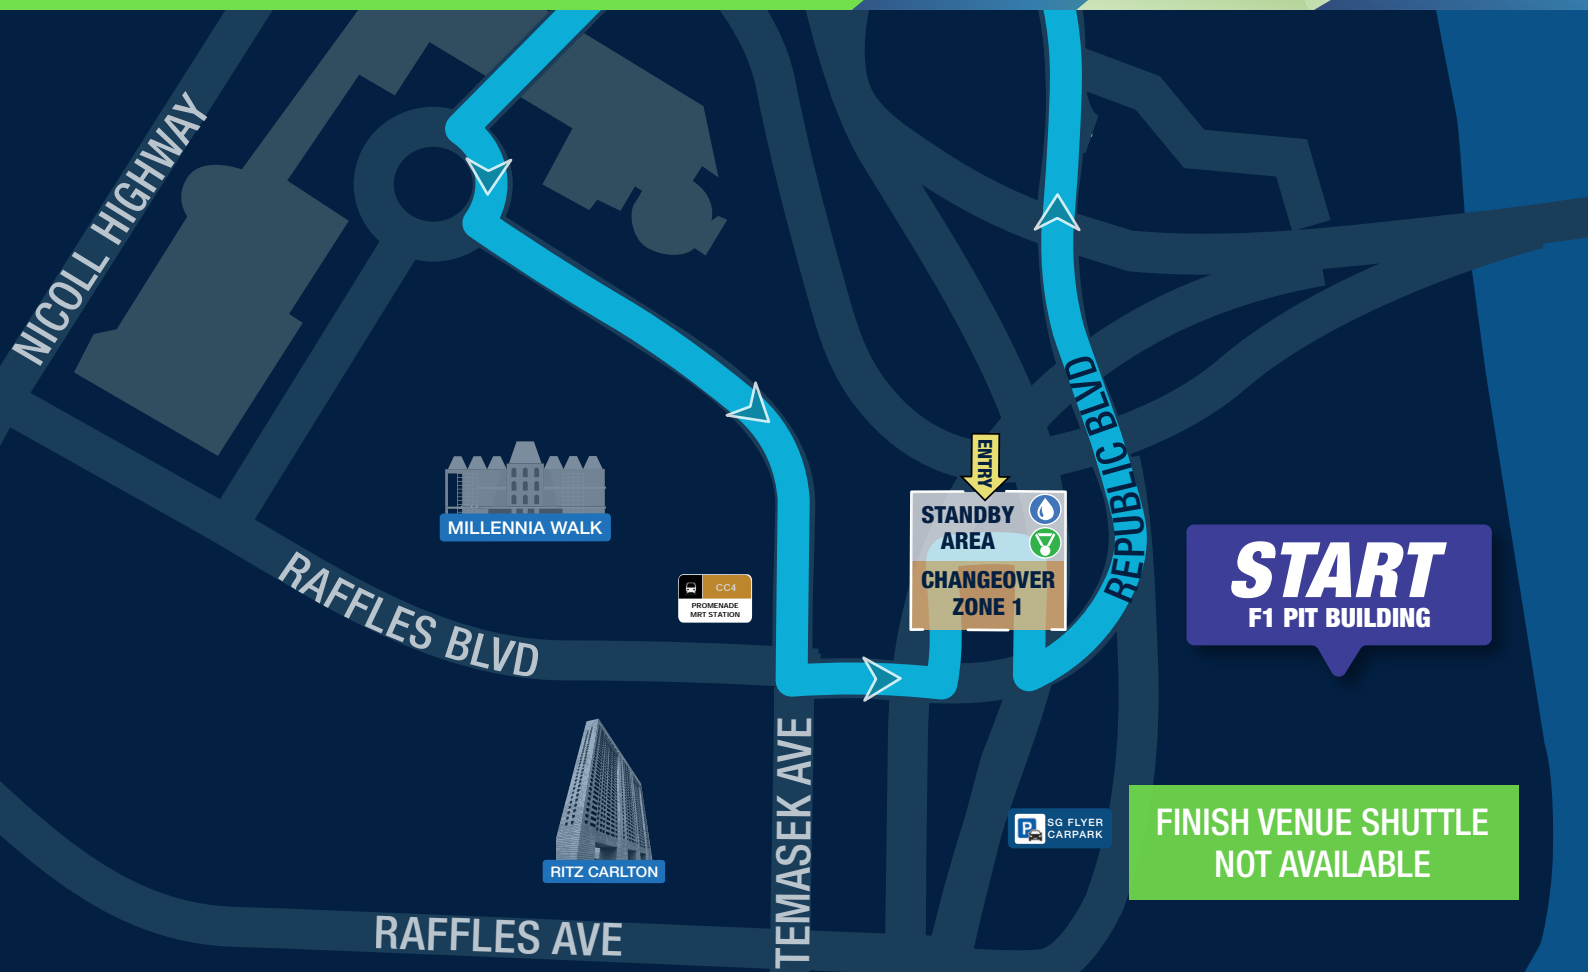 NICOLL HIGHWAY
MILLENNIA WALK
ENTRY
STANDBY
AREA
CHANGEOVER
ZONE 1
REPUBLIC BLVD
START
F1 PIT BUILDING
CC4
PROMENADE
MRT STATION
RAFFLES BLVD
RITZ CARLTON
TEMASEK AVE
P
SG FLYER
CARPARK
FINISH VENUE SHUTTLE
NOT AVAILABLE
RAFFLES AVE